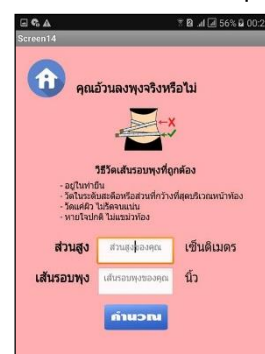 56% 00:2
Screen14
คุณอ้วนลงพุงจริงหรือไม่
วิธีวัดเส้นรอบพุงที่ถูกต้อง
- อยู่ในท่ายืน
- วัดในระดับสะดือหรือส่วนที่กว้างที่สุดบริเวณหน้าท้อง
- วัดแค่ผิว ไม่รัดจนแน่น
- หายใจปกติ ไม่แขม่วท้อง
ส่วนสูง ส่วนสูงของคุณ เซ็นติเมตร
เส้นรอบพุง เส้นรอบพุงของคุณ นิ้ว
คำนวณ